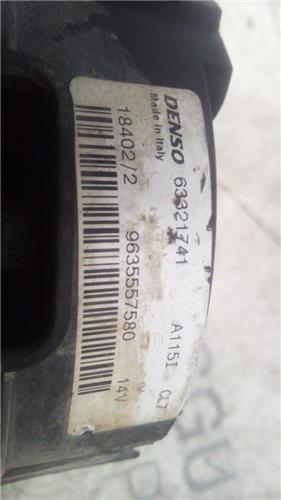 DENSO 63321741 A115I CL7
Made in Italy
18402/2 9635557580 14V